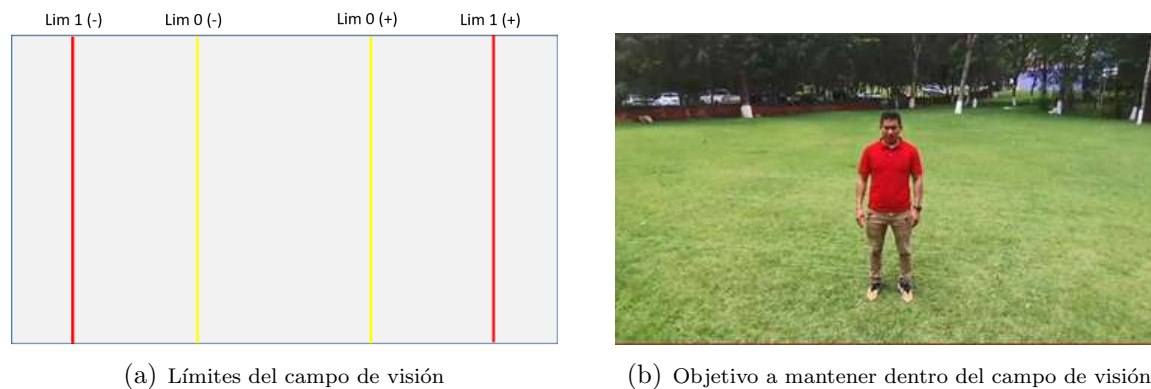 Lim 1 (-) Lim 0 (-) Lim 0 (+) Lim 1 (+)
(a) Límites del campo de visión
(b) Objetivo a mantener dentro del campo de visión